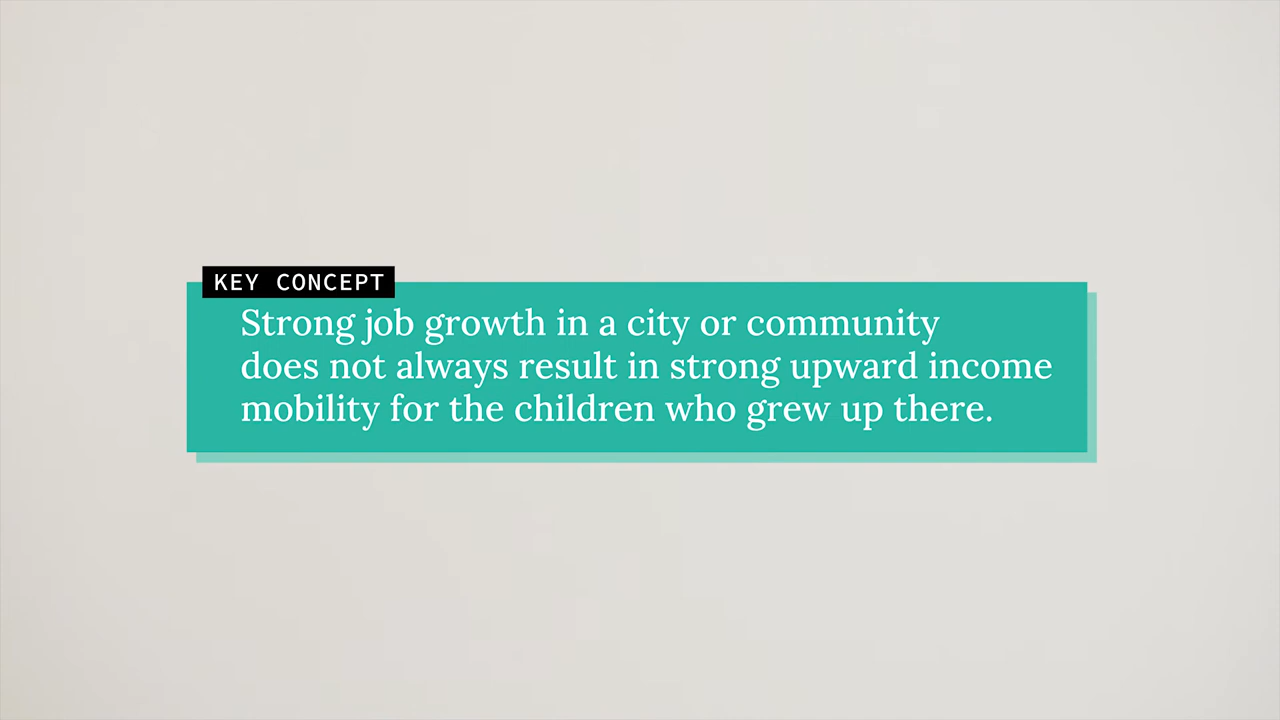 KEY CONCEPT
Strong job growth in a city or community
does not always result in strong upward income
mobility for the children who grew up there.